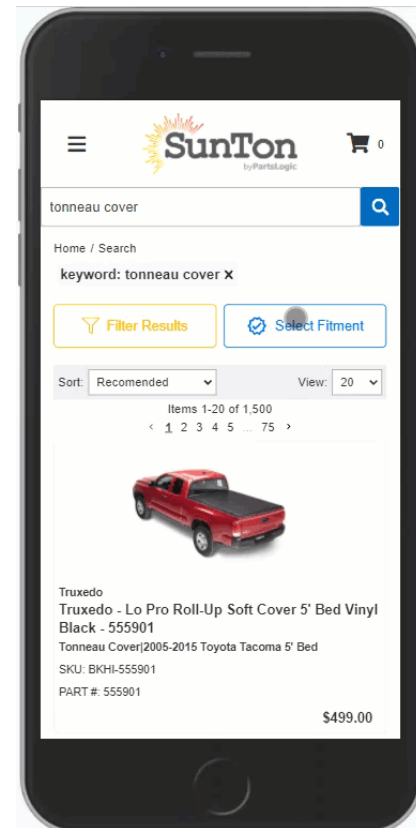 SunTon
byPartsLogic
0
tonneau cover
Home / Search
keyword: tonneau cover x
Filter Results
Select Fitment
Sort: Recomended
View: 20
Items 1-20 of 1,500
‹ 1 2 3 4 5 ... 75 ›
Truxedo
Truxedo - Lo Pro Roll-Up Soft Cover 5' Bed Vinyl
Black - 555901
Tonneau Cover|2005-2015 Toyota Tacoma 5' Bed
SKU: BKHI-555901
PART #: 555901
$499.00